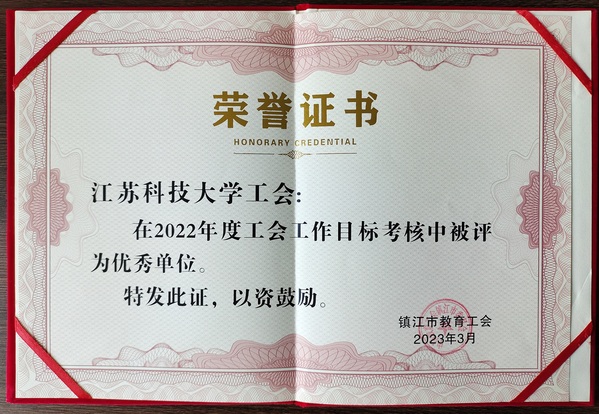 荣誉证书
HONORARY CREDENTIAL
江苏科技大学工会:
在2022年度工会工作目标考核中被评
为优秀单位。
特发此证，以资鼓励。
镇江市教育工会
2023年3月